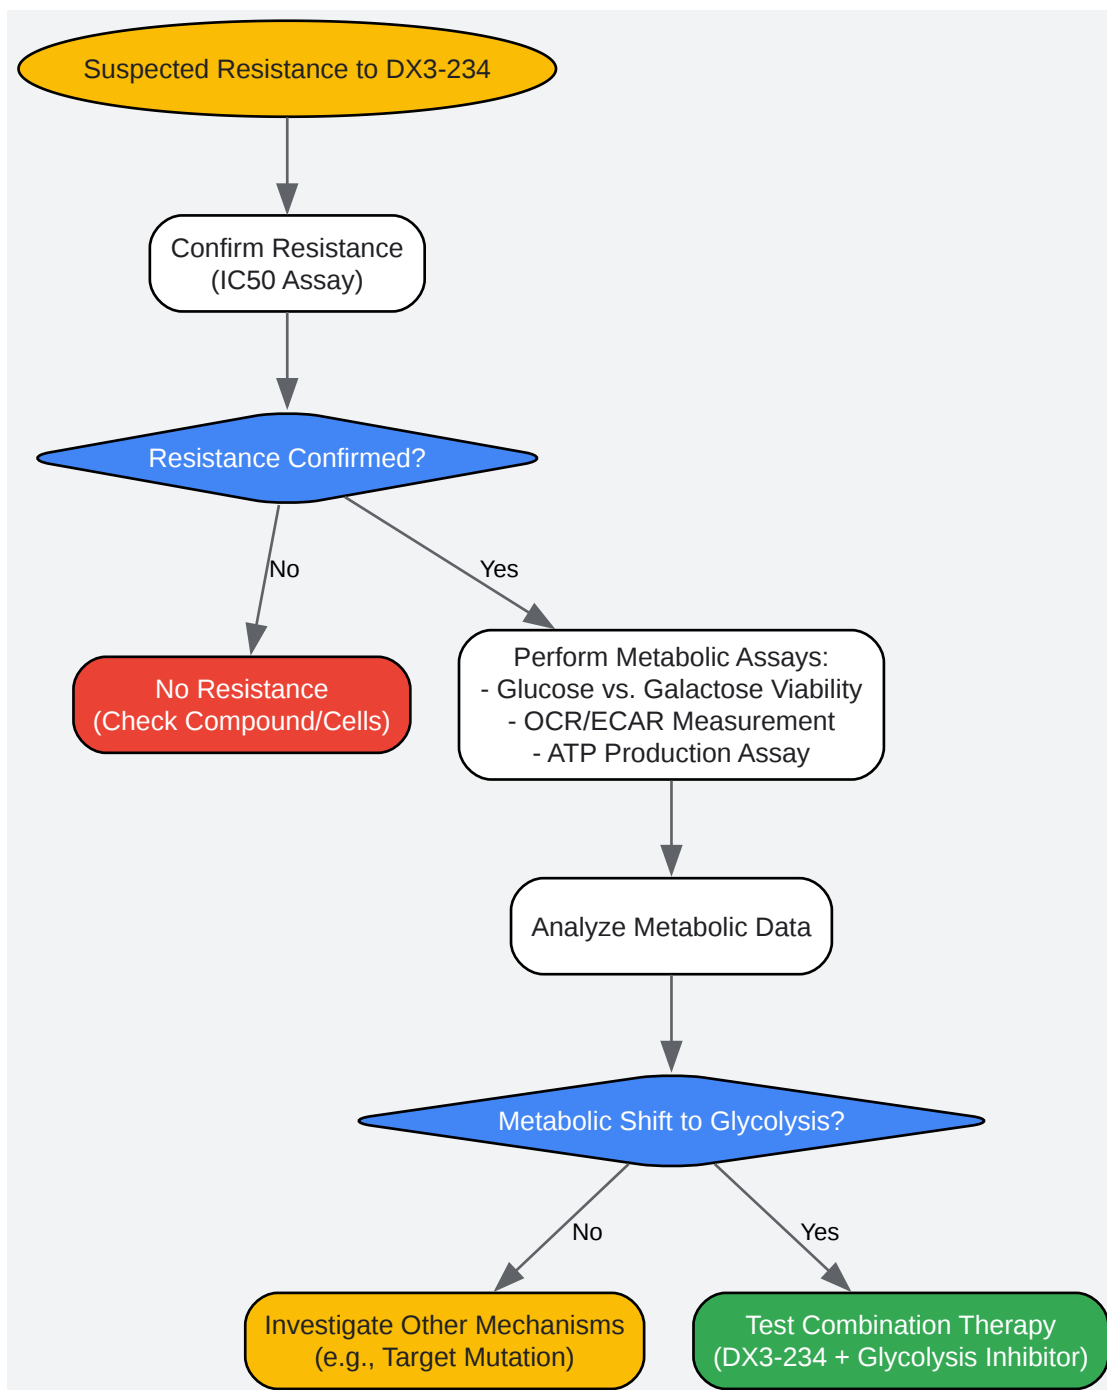 Suspected Resistance to DX3-234
Confirm Resistance
(IC50 Assay)
Resistance Confirmed?
No
Yes
No Resistance
(Check Compound/Cells)
Perform Metabolic Assays:
- Glucose vs. Galactose Viability
- OCR/ECAR Measurement
- ATP Production Assay
Analyze Metabolic Data
Metabolic Shift to Glycolysis?
No
Yes
Investigate Other Mechanisms
(e.g., Target Mutation)
Test Combination Therapy
(DX3-234 + Glycolysis Inhibitor)